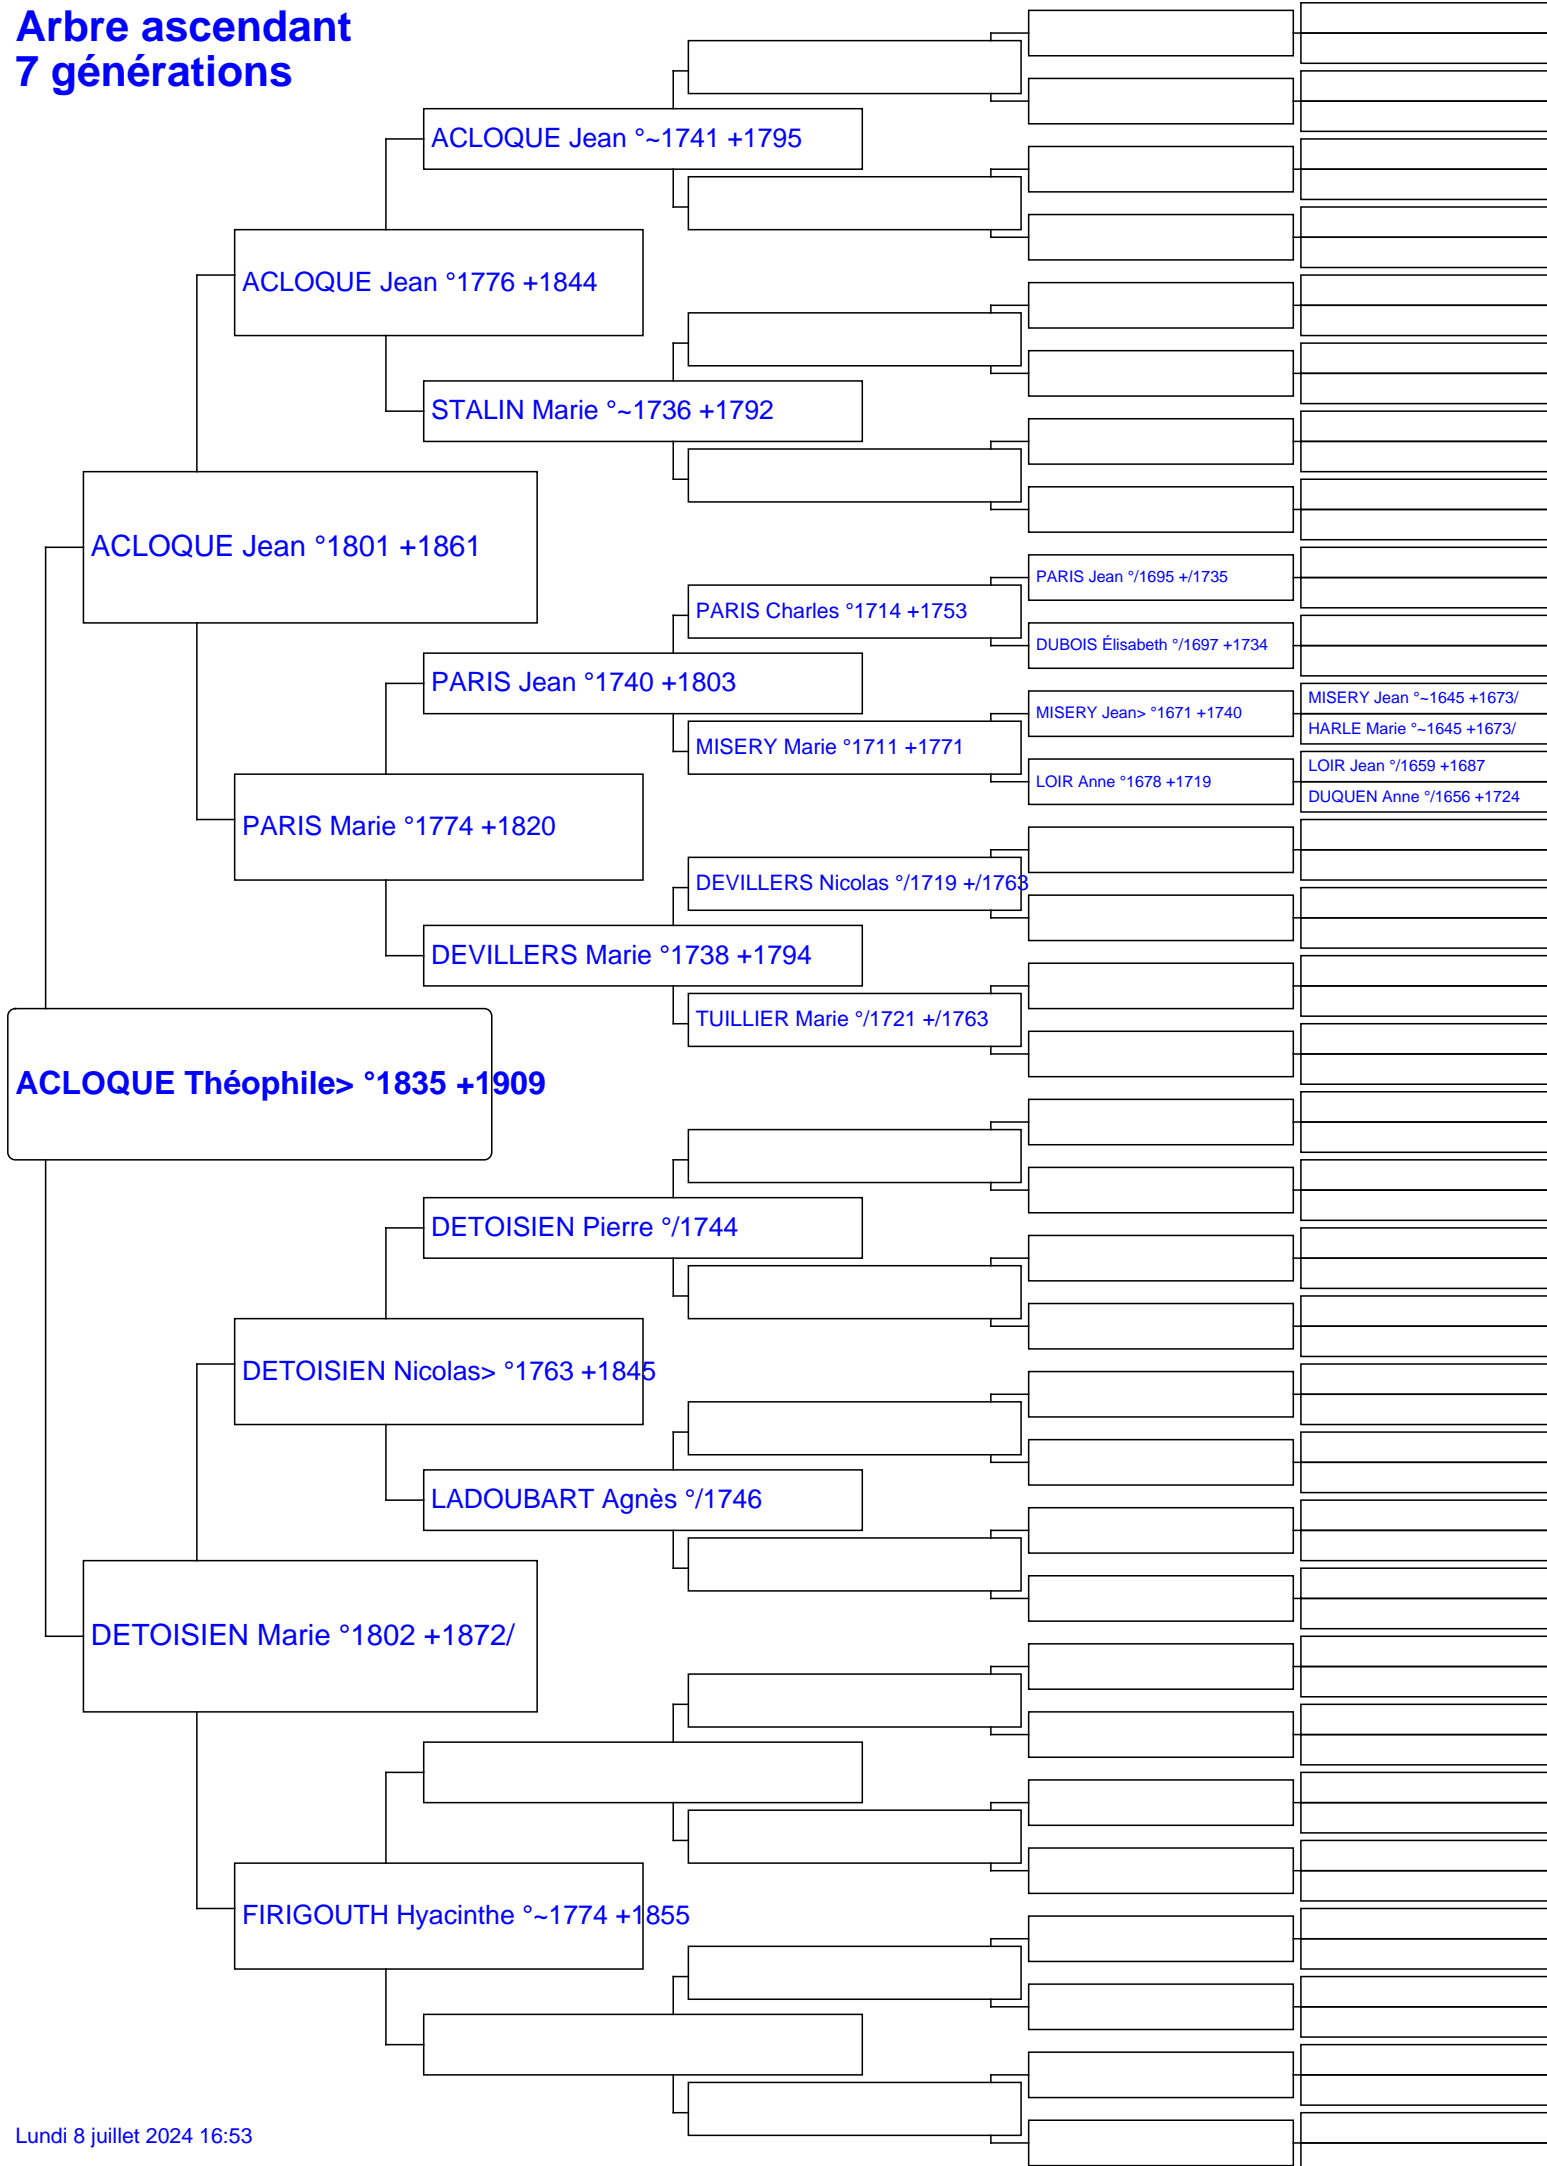 Arbre ascendant
7 générations
ACLOQUE Jean °~1741 +1795
ACLOQUE Jean °1776 +1844
STALIN Marie °~1736 +1792
ACLOQUE Jean °1801 +1861
PARIS Jean °/1695 +/1735
PARIS Charles °1714 +1753
DUBOIS Élisabeth °/1697 +1734
PARIS Jean °1740 +1803
MISERY Jean °~1645 +1673/
MISERY Jean> °1671 +1740
HARLE Marie °~1645 +1673/
MISERY Marie °1711 +1771
LOIR Jean °/1659 +1687
LOIR Anne °1678 +1719
DUQUEN Anne °/1656 +1724
PARIS Marie °1774 +1820
DEVILLERS Nicolas °/1719 +/1763
DEVILLERS Marie °1738 +1794
TUILLIER Marie °/1721 +/1763
ACLOQUE Théophile> °1835 +1909
DETOISIEN Pierre °/1744
DETOISIEN Nicolas> °1763 +1845
LADOUBART Agnès °/1746
DETOISIEN Marie °1802 +1872/
FIRIGOUTH Hyacinthe °~1774 +1855
Lundi 8 juillet 2024 16:53